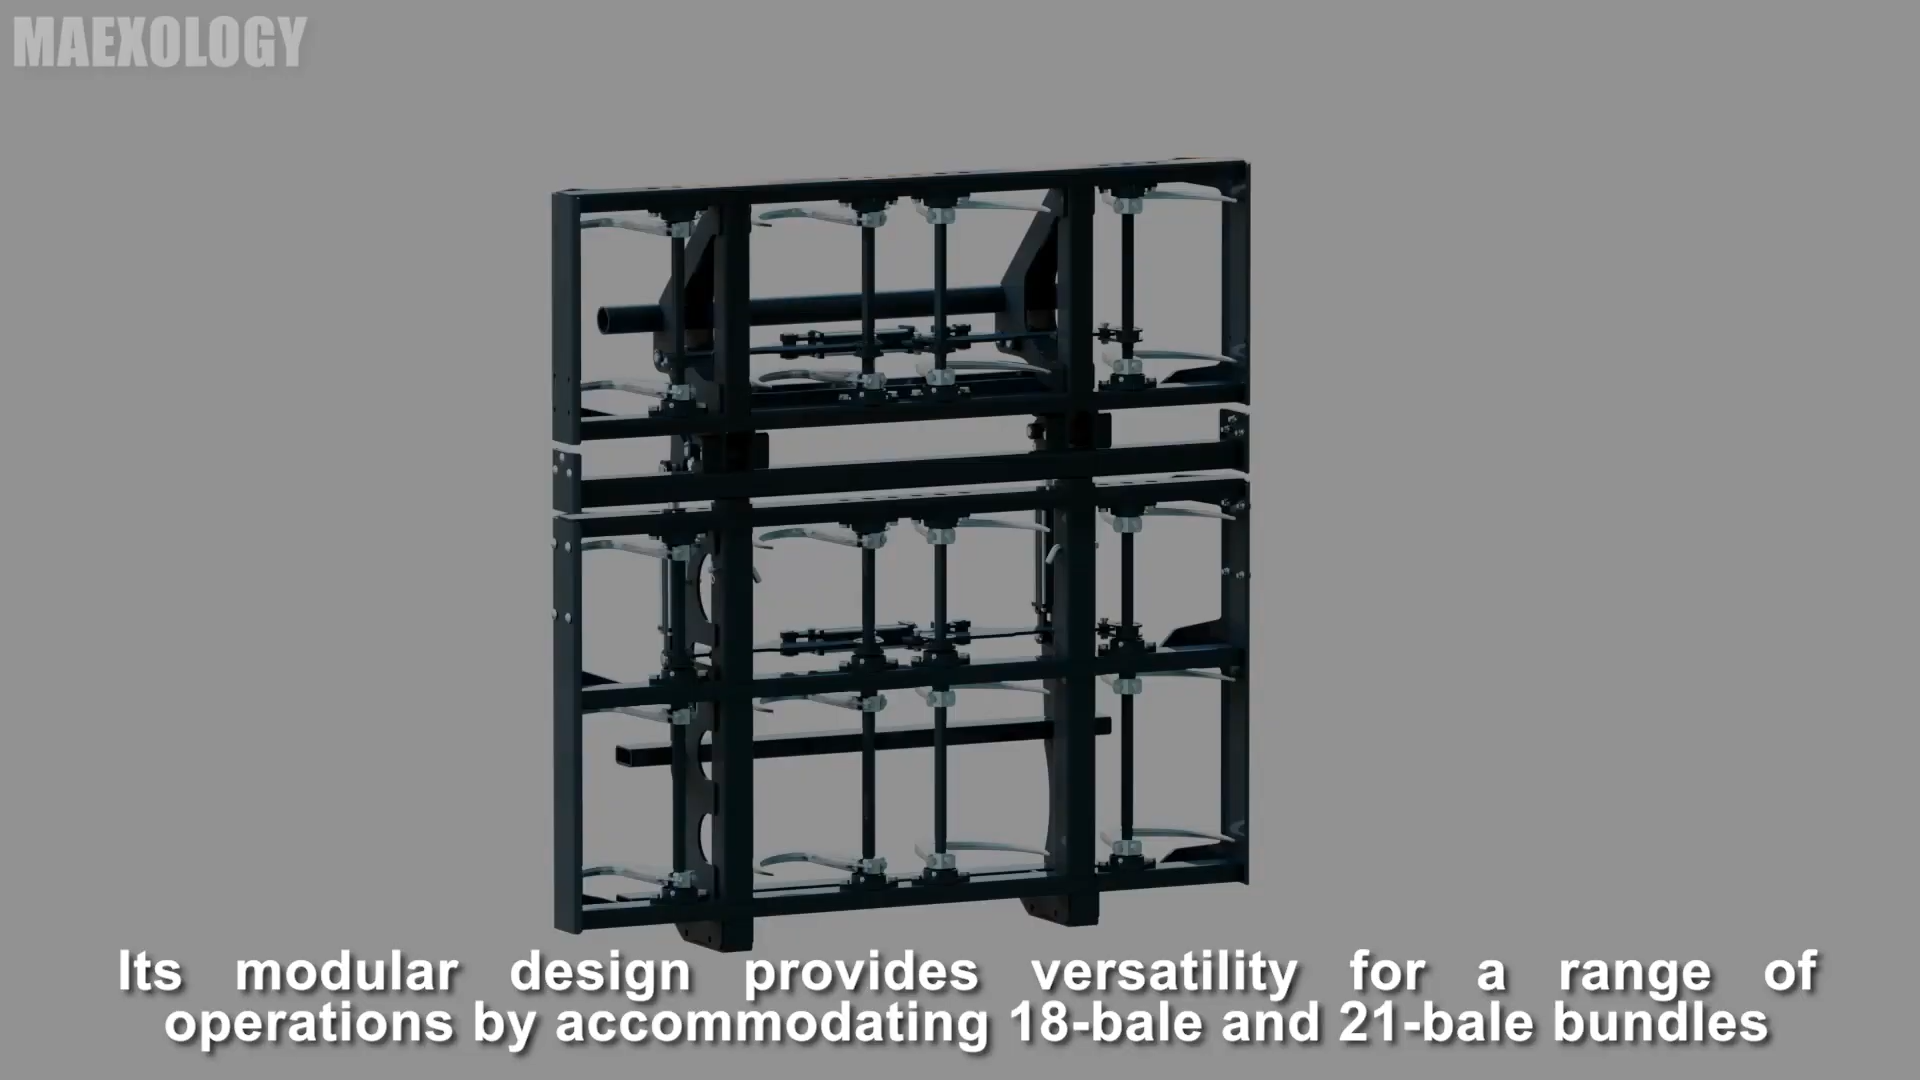 MAEXOLOGY
Its modular design provides versatility for a range of
operations by accommodating 18-bale and 21-bale bundles